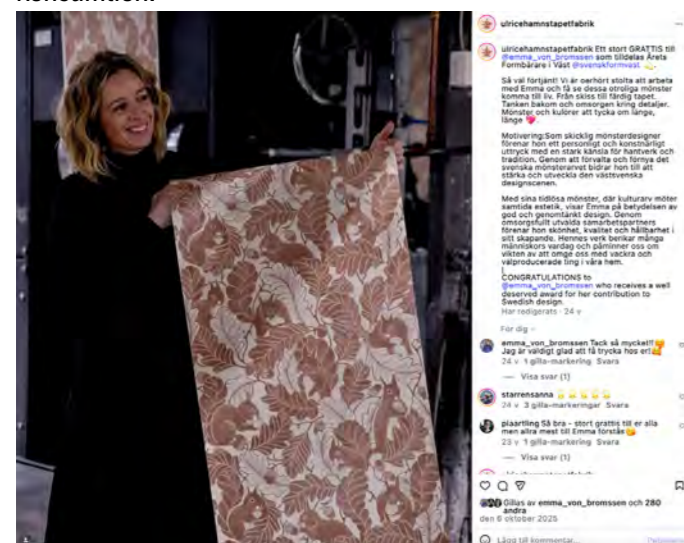 ulricehamnstapetfabrik
ulricehamnstapetfabrik Ett stort GRATTIS till
@emma_von_bromssen som tilldelas Årets
Formbärare i Väst @svenskformvast 💫.
Så väl förtjänt! Vi är oerhört stolta att arbeta
med Emma och få se dessa otroliga mönster
komma till liv. Från skiss till färdig tapet.
Tanken bakom och omsorgen kring detaljer.
Mönster och kulörer att tycka om länge,
länge 💖.
Motivering:Som skicklig mönsterdesigner
förenar hon ett personligt och konstnärligt
uttryck med en stark känsla för hantverk och
tradition. Genom att förvalta och förnya det
svenska mönsterarvet bidrar hon till att
stärka och utveckla den västsvenska
designscenen.
Med sina tidlösa mönster, där kulturarv möter
samtida estetik, visar Emma på betydelsen av
god och genomtänkt design. Genom
omsorgsfullt utvalda samarbetspartners
förenar hon skönhet, kvalitet och hållbarhet i
sitt skapande. Hennes verk berikar många
människors vardag och påminner oss om
vikten av att omge oss med vackra och
välproducerade ting i våra hem.
|
CONGRATULATIONS to
@emma_von_bromssen who receives a well
deserved award for her contribution to
Swedish design.
Har redigerats · 24 v
För dig
emma_von_bromssen Tack så mycket!!
Jag är väldigt glad att få trycka hos er!
24 v 1 gilla-markering Svara
Visa svar (1)
starrensanna
24 v 3 gilla-markeringar Svara
piaartling Så bra - stort grattis till er alla
men allra mest till Emma förstås
23 v 1 gilla-markering Svara
Visa svar (1)
Gillas av emma_von_bromssen och 280
andra
den 6 oktober 2025
Lägg till kommentar...